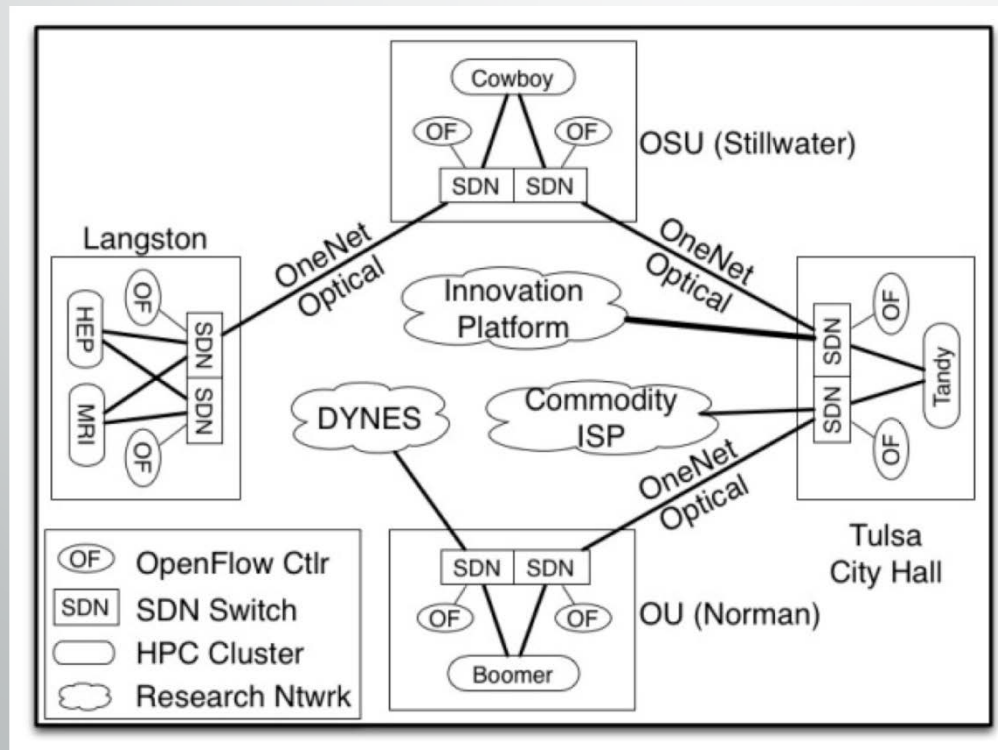 Cowboy
OF
OF
SDN
SDN
OSU (Stillwater)
OneNet
Optical
OneNet
Optical
Langston
HEP
MRI
OF
OF
SDN
SDN
Innovation
Platform
DYNES
Commodity
ISP
OneNet
Optical
SDN
SDN
OF
OF
Tandy
Tulsa
City Hall
SDN
SDN
OF
OF
Boomer
OU (Norman)
OF OpenFlow Ctlr
SDN SDN Switch
HPC Cluster
Research Ntwrk